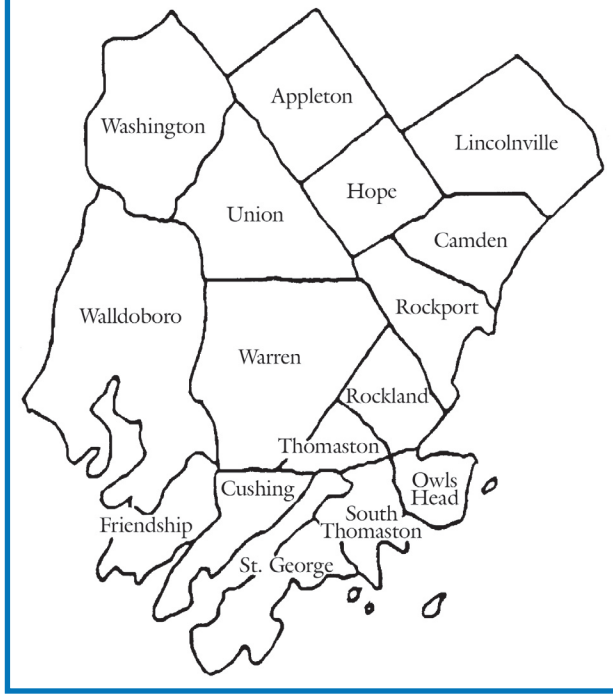 Appleton
Washington
Lincolnville
Hope
Union
Camden
Rockport
Walldoboro
Warren
Rockland
Thomaston
Owls
Head
Cushing
South
Thomaston
Friendship
St. George